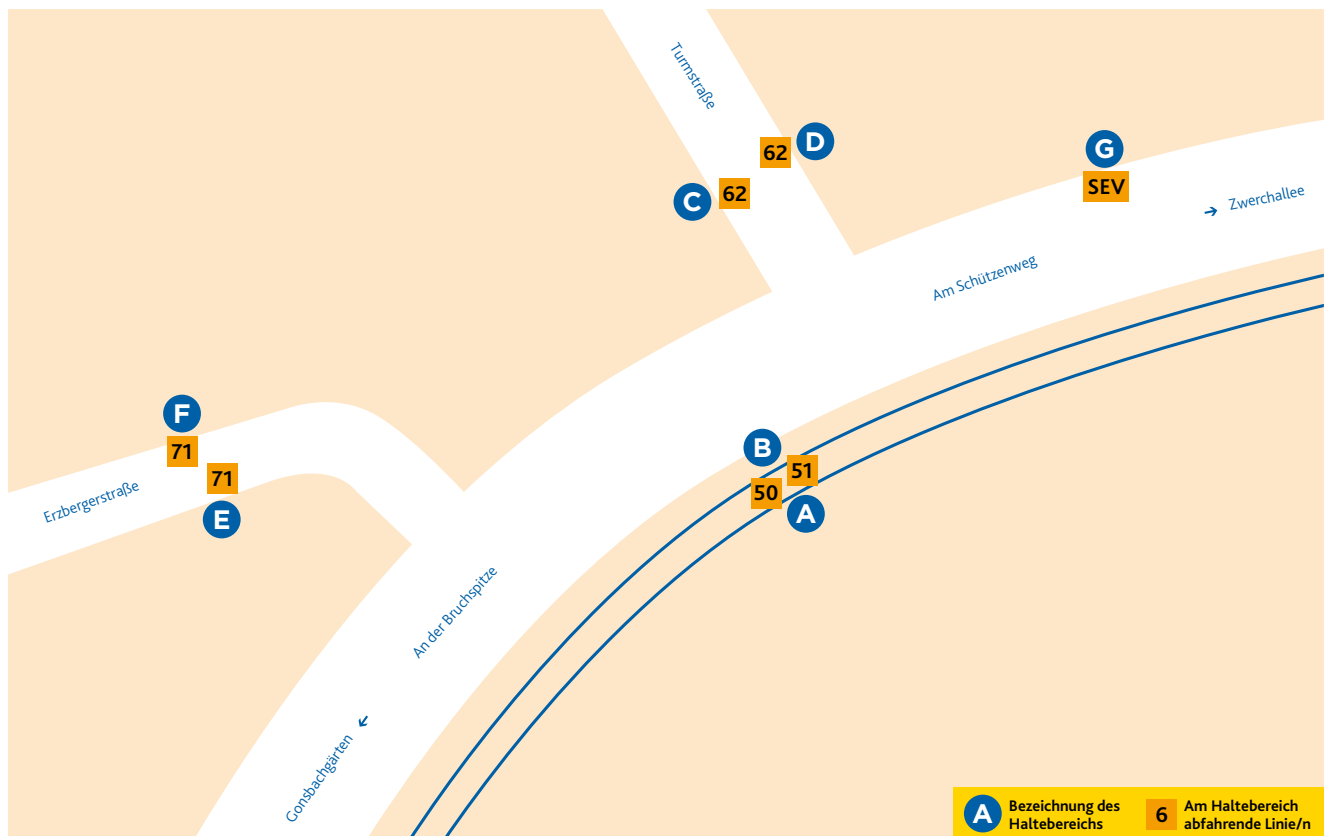 Turmstraße
D
62
G
62
C
SEV
Zwerchallee
Am Schützenweg
F
71
B
51
71
50
A
Erzbergerstraße
E
An der Bruchspitze
Gonsbachgärten
A
Bezeichnung des
Haltebereichs
6
Am Haltebereich
abfahrende Linie/n